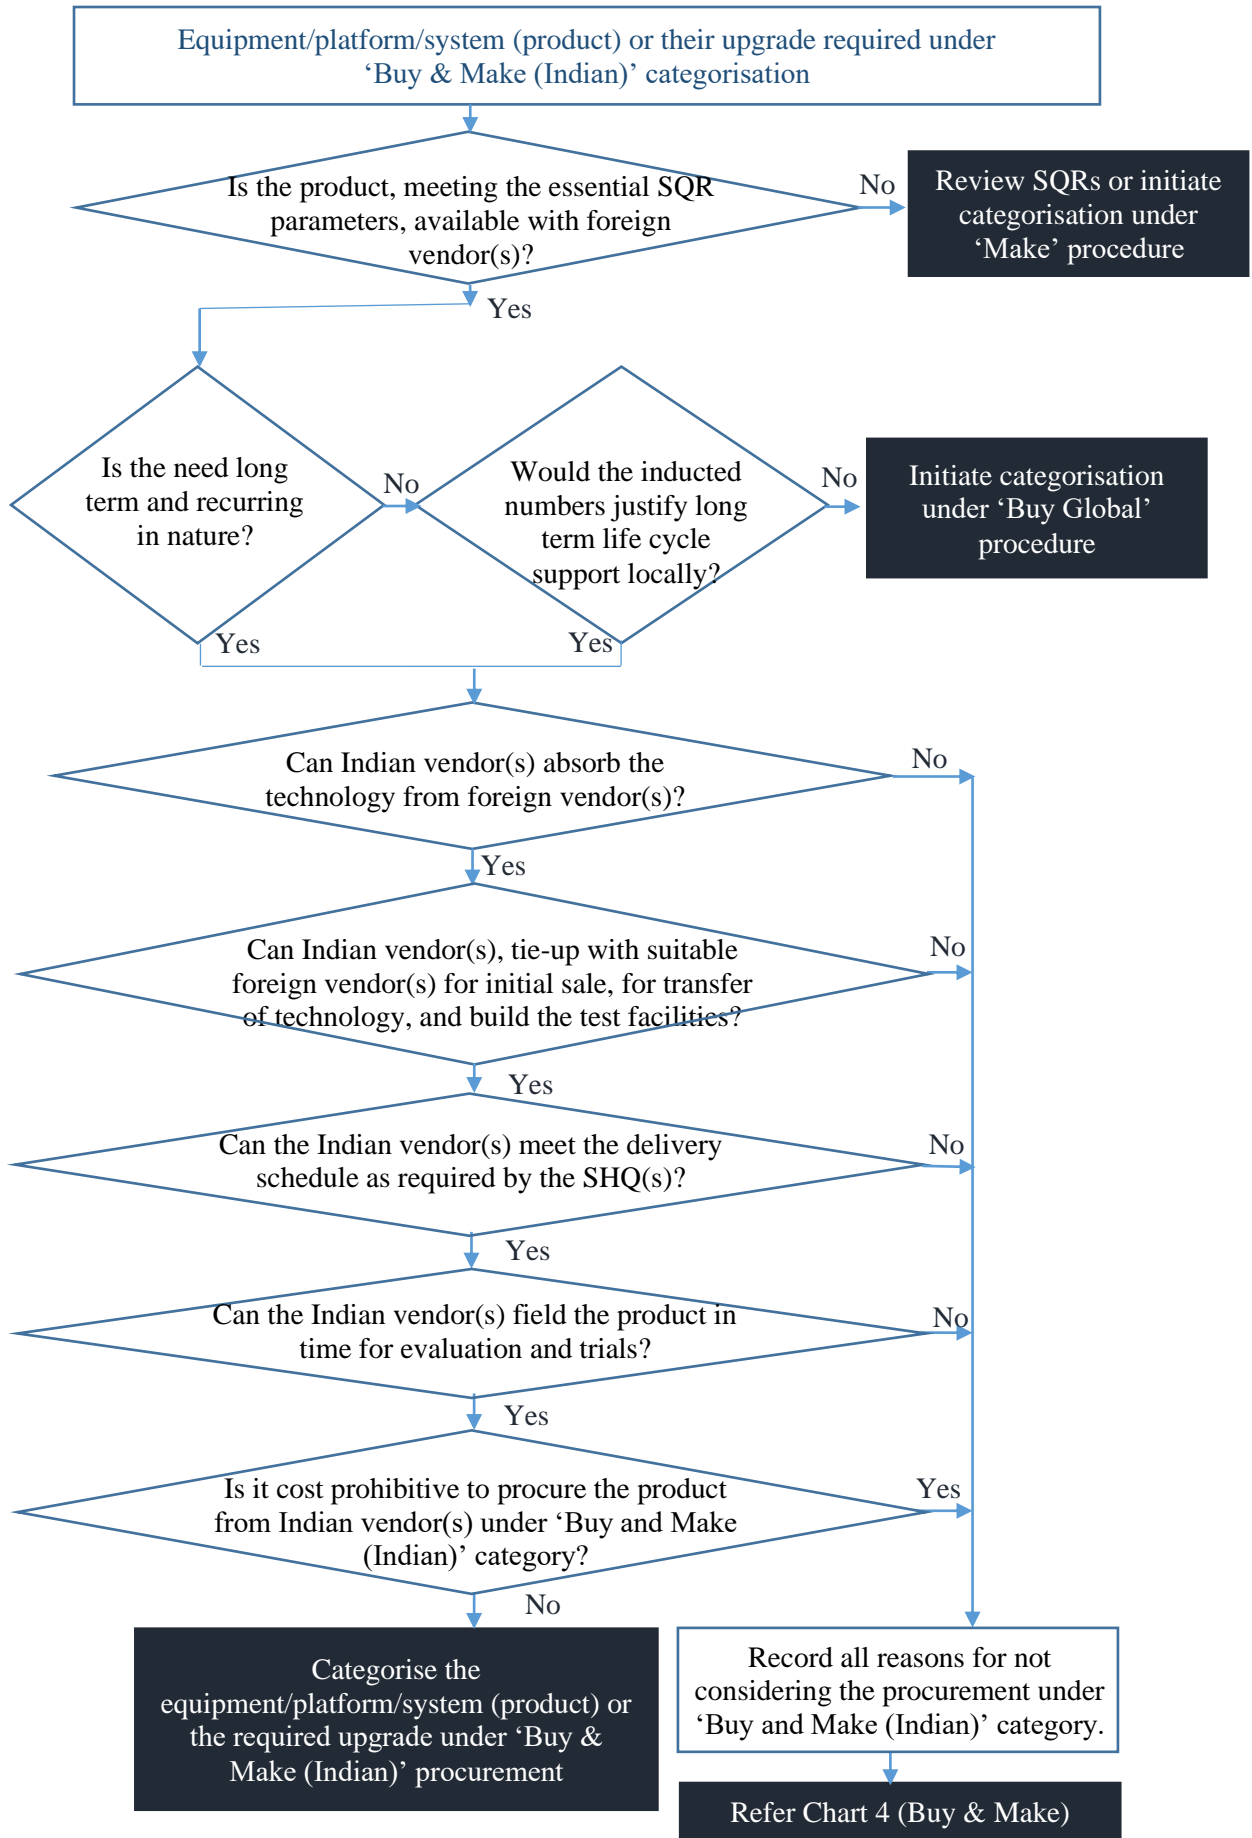 Equipment/platform/system (product) or their upgrade required under
‘Buy & Make (Indian)’ categorisation
Is the product, meeting the essential SQR
parameters, available with foreign
vendor(s)?
No
Review SQRs or initiate
categorisation under
‘Make’ procedure
Yes
Is the need long
term and recurring
in nature?
No
Would the inducted
numbers justify long
term life cycle
support locally?
No
Initiate categorisation
under ‘Buy Global’
procedure
Yes
Yes
Can Indian vendor(s) absorb the
technology from foreign vendor(s)?
No
Yes
Can Indian vendor(s), tie-up with suitable
foreign vendor(s) for initial sale, for transfer
of technology, and build the test facilities?
No
Yes
Can the Indian vendor(s) meet the delivery
schedule as required by the SHQ(s)?
No
Yes
Can the Indian vendor(s) field the product in
time for evaluation and trials?
No
Yes
Is it cost prohibitive to procure the product
from Indian vendor(s) under ‘Buy and Make
(Indian)’ category?
Yes
No
Categorise the
equipment/platform/system (product) or
the required upgrade under ‘Buy &
Make (Indian)’ procurement
Record all reasons for not
considering the procurement under
‘Buy and Make (Indian)’ category.
Refer Chart 4 (Buy & Make)